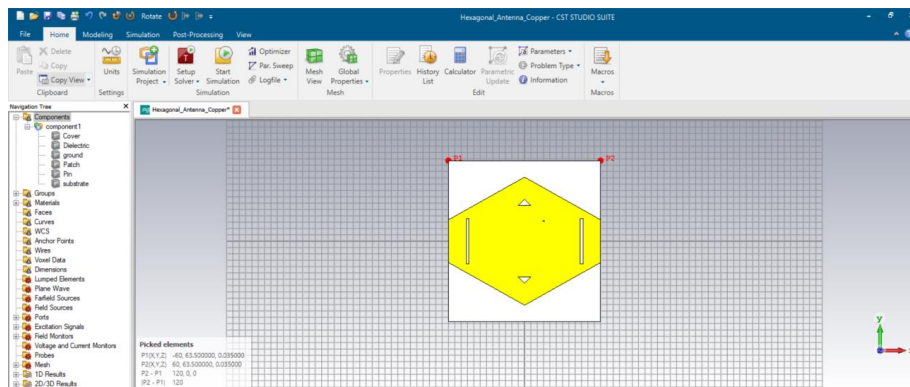 Rotate
Hexagonal_Antenna_Copper - CST STUDIO SUITE
File Home Modeling Simulation Post-Processing View
Paste
Delete
Copy
Copy View
Clipboard
Units
Settings
Simulation Project
Setup Solver
Start Simulation
Optimizer
Par. Sweep
Logfile
Simulation
Mesh View
Global Properties
Mesh
Properties
History List
Calculator
Parametric Update
Parameters
Problem Type
Information
Edit
Macros
Macros
Navigation Tree X
Hexagonal_Antenna_Copper*
Components
component1
Cover
Dielectric
ground
Patch
Pin
substrate
Groups
Materials
Faces
Curves
WCS
Anchor Points
Wires
Voxel Data
Dimensions
Lumped Elements
Plane Wave
Farfield Sources
Field Sources
Ports
Excitation Signals
Field Monitors
Voltage and Current Monitors
Probes
Mesh
1D Results
2D/3D Results
P1 P2
y
Picked elements
P1(X,Y,Z) -60, 63.500000, 0.035000
P2(X,Y,Z) 60, 63.500000, 0.035000
P2 - P1 120, 0, 0
|P2 - P1| 120